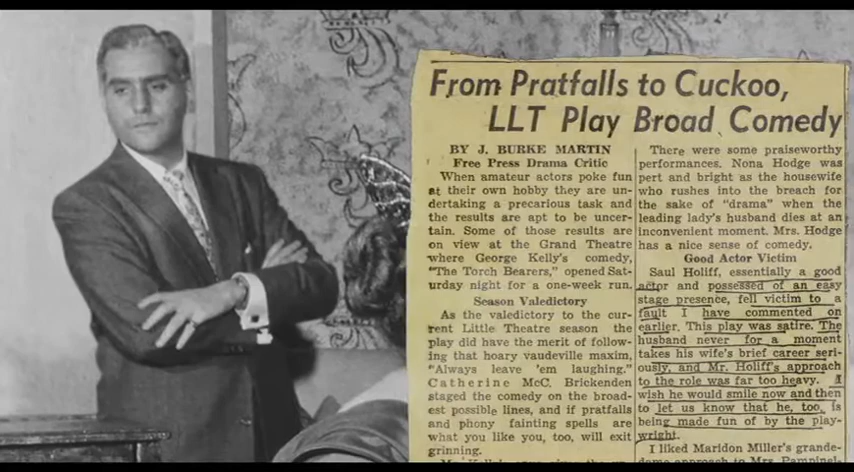 From Pratfalls to Cuckoo,
LLT Play Broad Comedy
BY J. BURKE MARTIN
Free Press Drama Critic
When amateur actors poke fun
at their own hobby they are un-
dertaking a precarious task and
the results are apt to be uncer-
tain. Some of those results are
on view at the Grand Theatre
where George Kelly's comedy,
"The Torch Bearers," opened Sat-
urday night for a one-week run.
Season Valedictory
As the valedictory to the cur-
rent Little Theatre season the
play did have the merit of follow-
ing that hoary vaudeville maxim,
"Always leave 'em laughing."
Catherine McC. Brickenden
staged the comedy on the broad-
est possible lines, and if pratfalls
and phony fainting spells are
what you like you, too, will exit
grinning.
There were some praiseworthy
performances. Nona Hodge was
pert and bright as the housewife
who rushes into the breach for
the sake of "drama" when the
leading lady's husband dies at an
inconvenient moment. Mrs. Hodge
has a nice sense of comedy.
Good Actor Victim
Saul Holiff, essentially a good
actor and possessed of an easy
stage presence, fell victim to a
fault I have commented on
earlier. This play was satire. The
husband never for a moment
takes his wife's brief career seri-
ously, and Mr. Holiff's approach
to the role was far too heavy. I
wish he would smile now and then
to let us know that he, too, is
being made fun of by the play-
wright.
I liked Maridon Miller's grande-